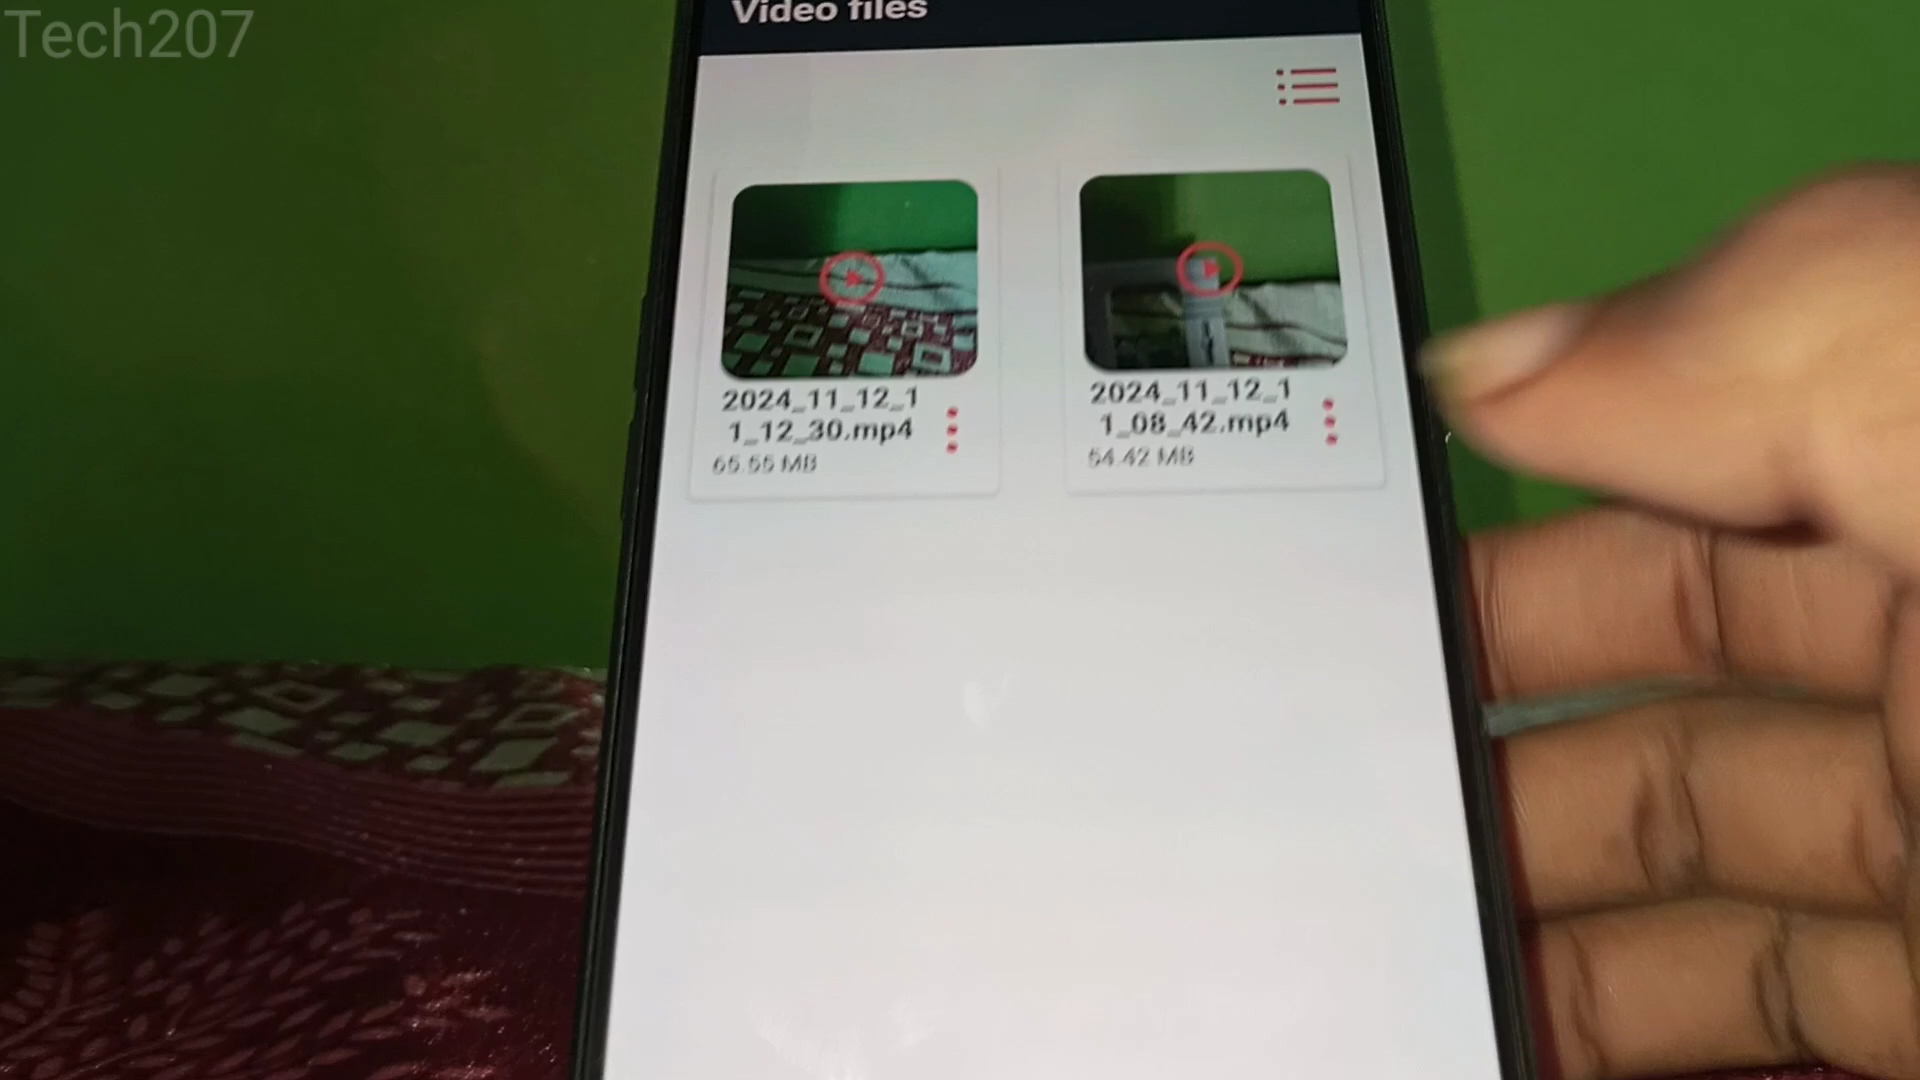 Tech207
Video files
2024_11_12_1
1_12_30.mp4
65.55 MB
2024_11_12_1
1_08_42.mp4
54.42 MB